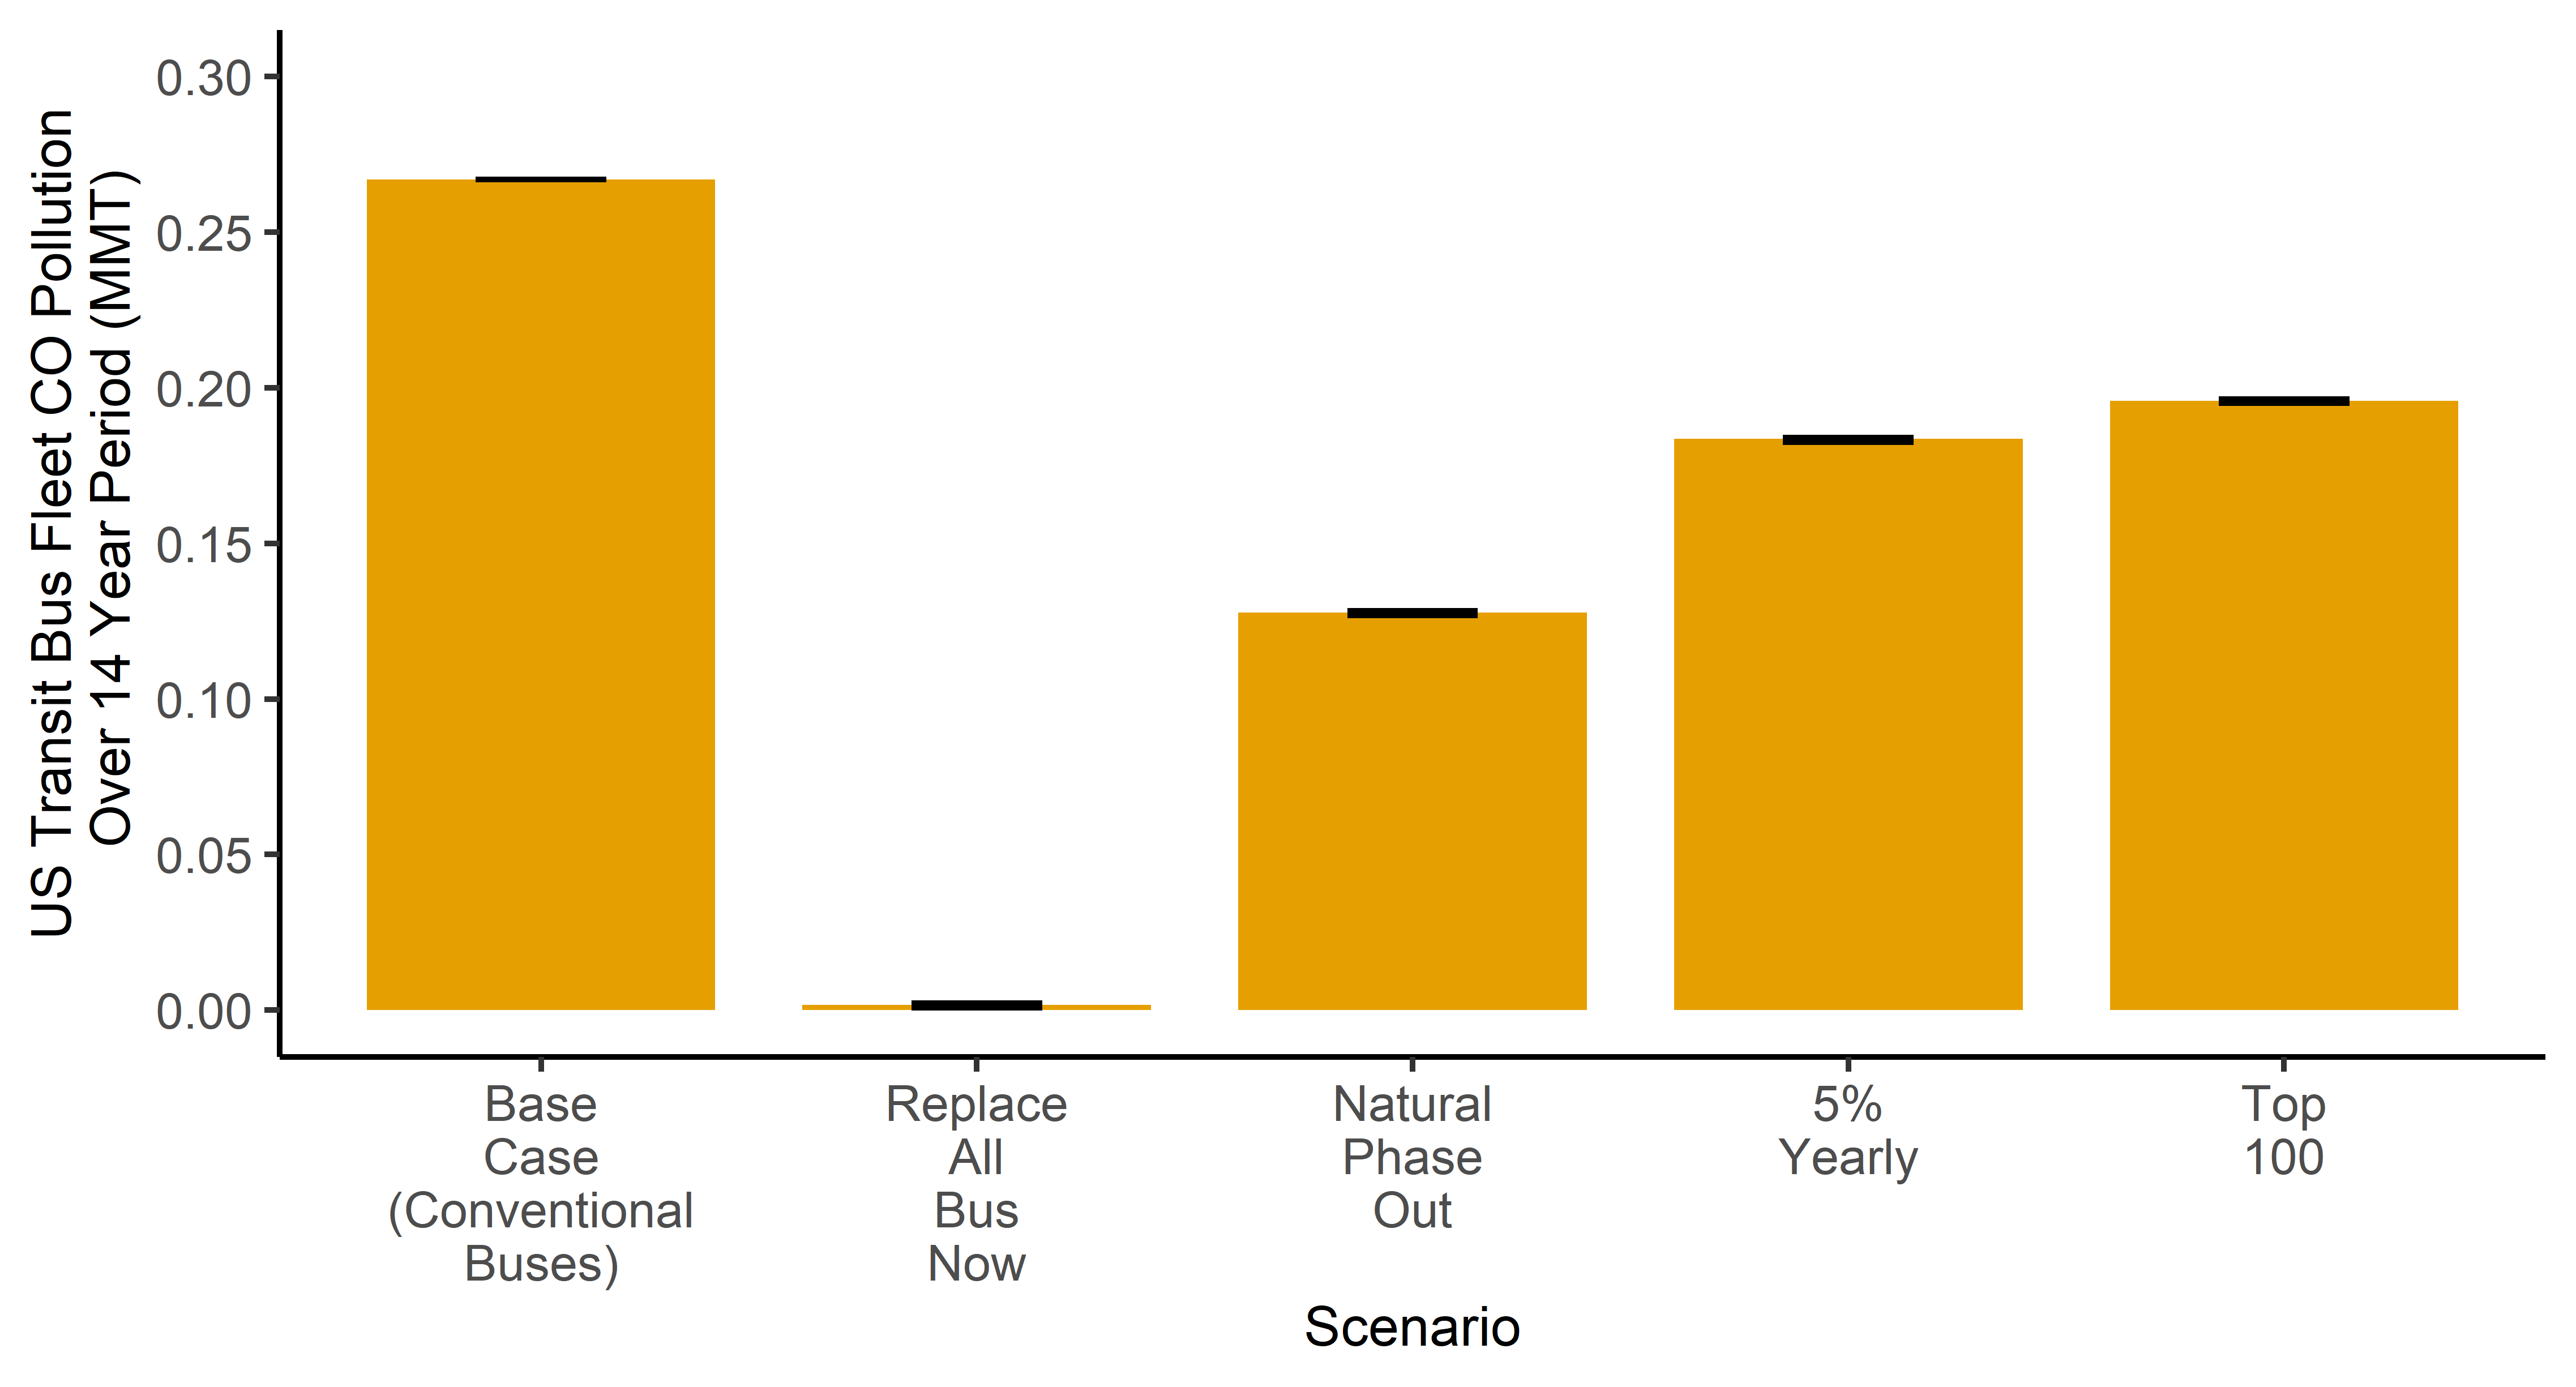 US Transit Bus Fleet CO Pollution
Over 14 Year Period (MMT)
0.30
0.25
0.20
0.15
0.10
0.05
0.00
Base
Case
(Conventional
Buses)
Replace
All
Bus
Now
Natural
Phase
Out
5%
Yearly
Top
100
Scenario